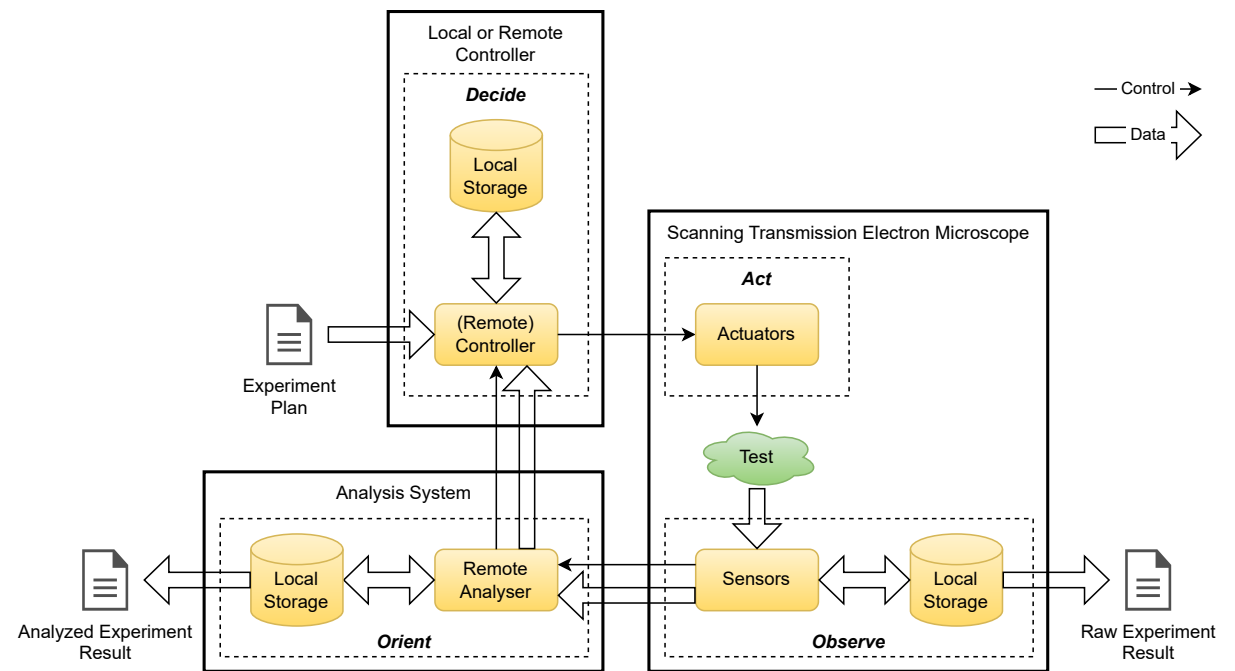 Local or Remote
Controller
Decide
Local
Storage
(Remote)
Controller
Experiment
Plan
Control
Data
Scanning Transmission Electron Microscope
Act
Actuators
Test
Analysis System
Local
Storage
Remote
Analyser
Orient
Sensors
Local
Storage
Observe
Analyzed Experiment
Result
Raw Experiment
Result